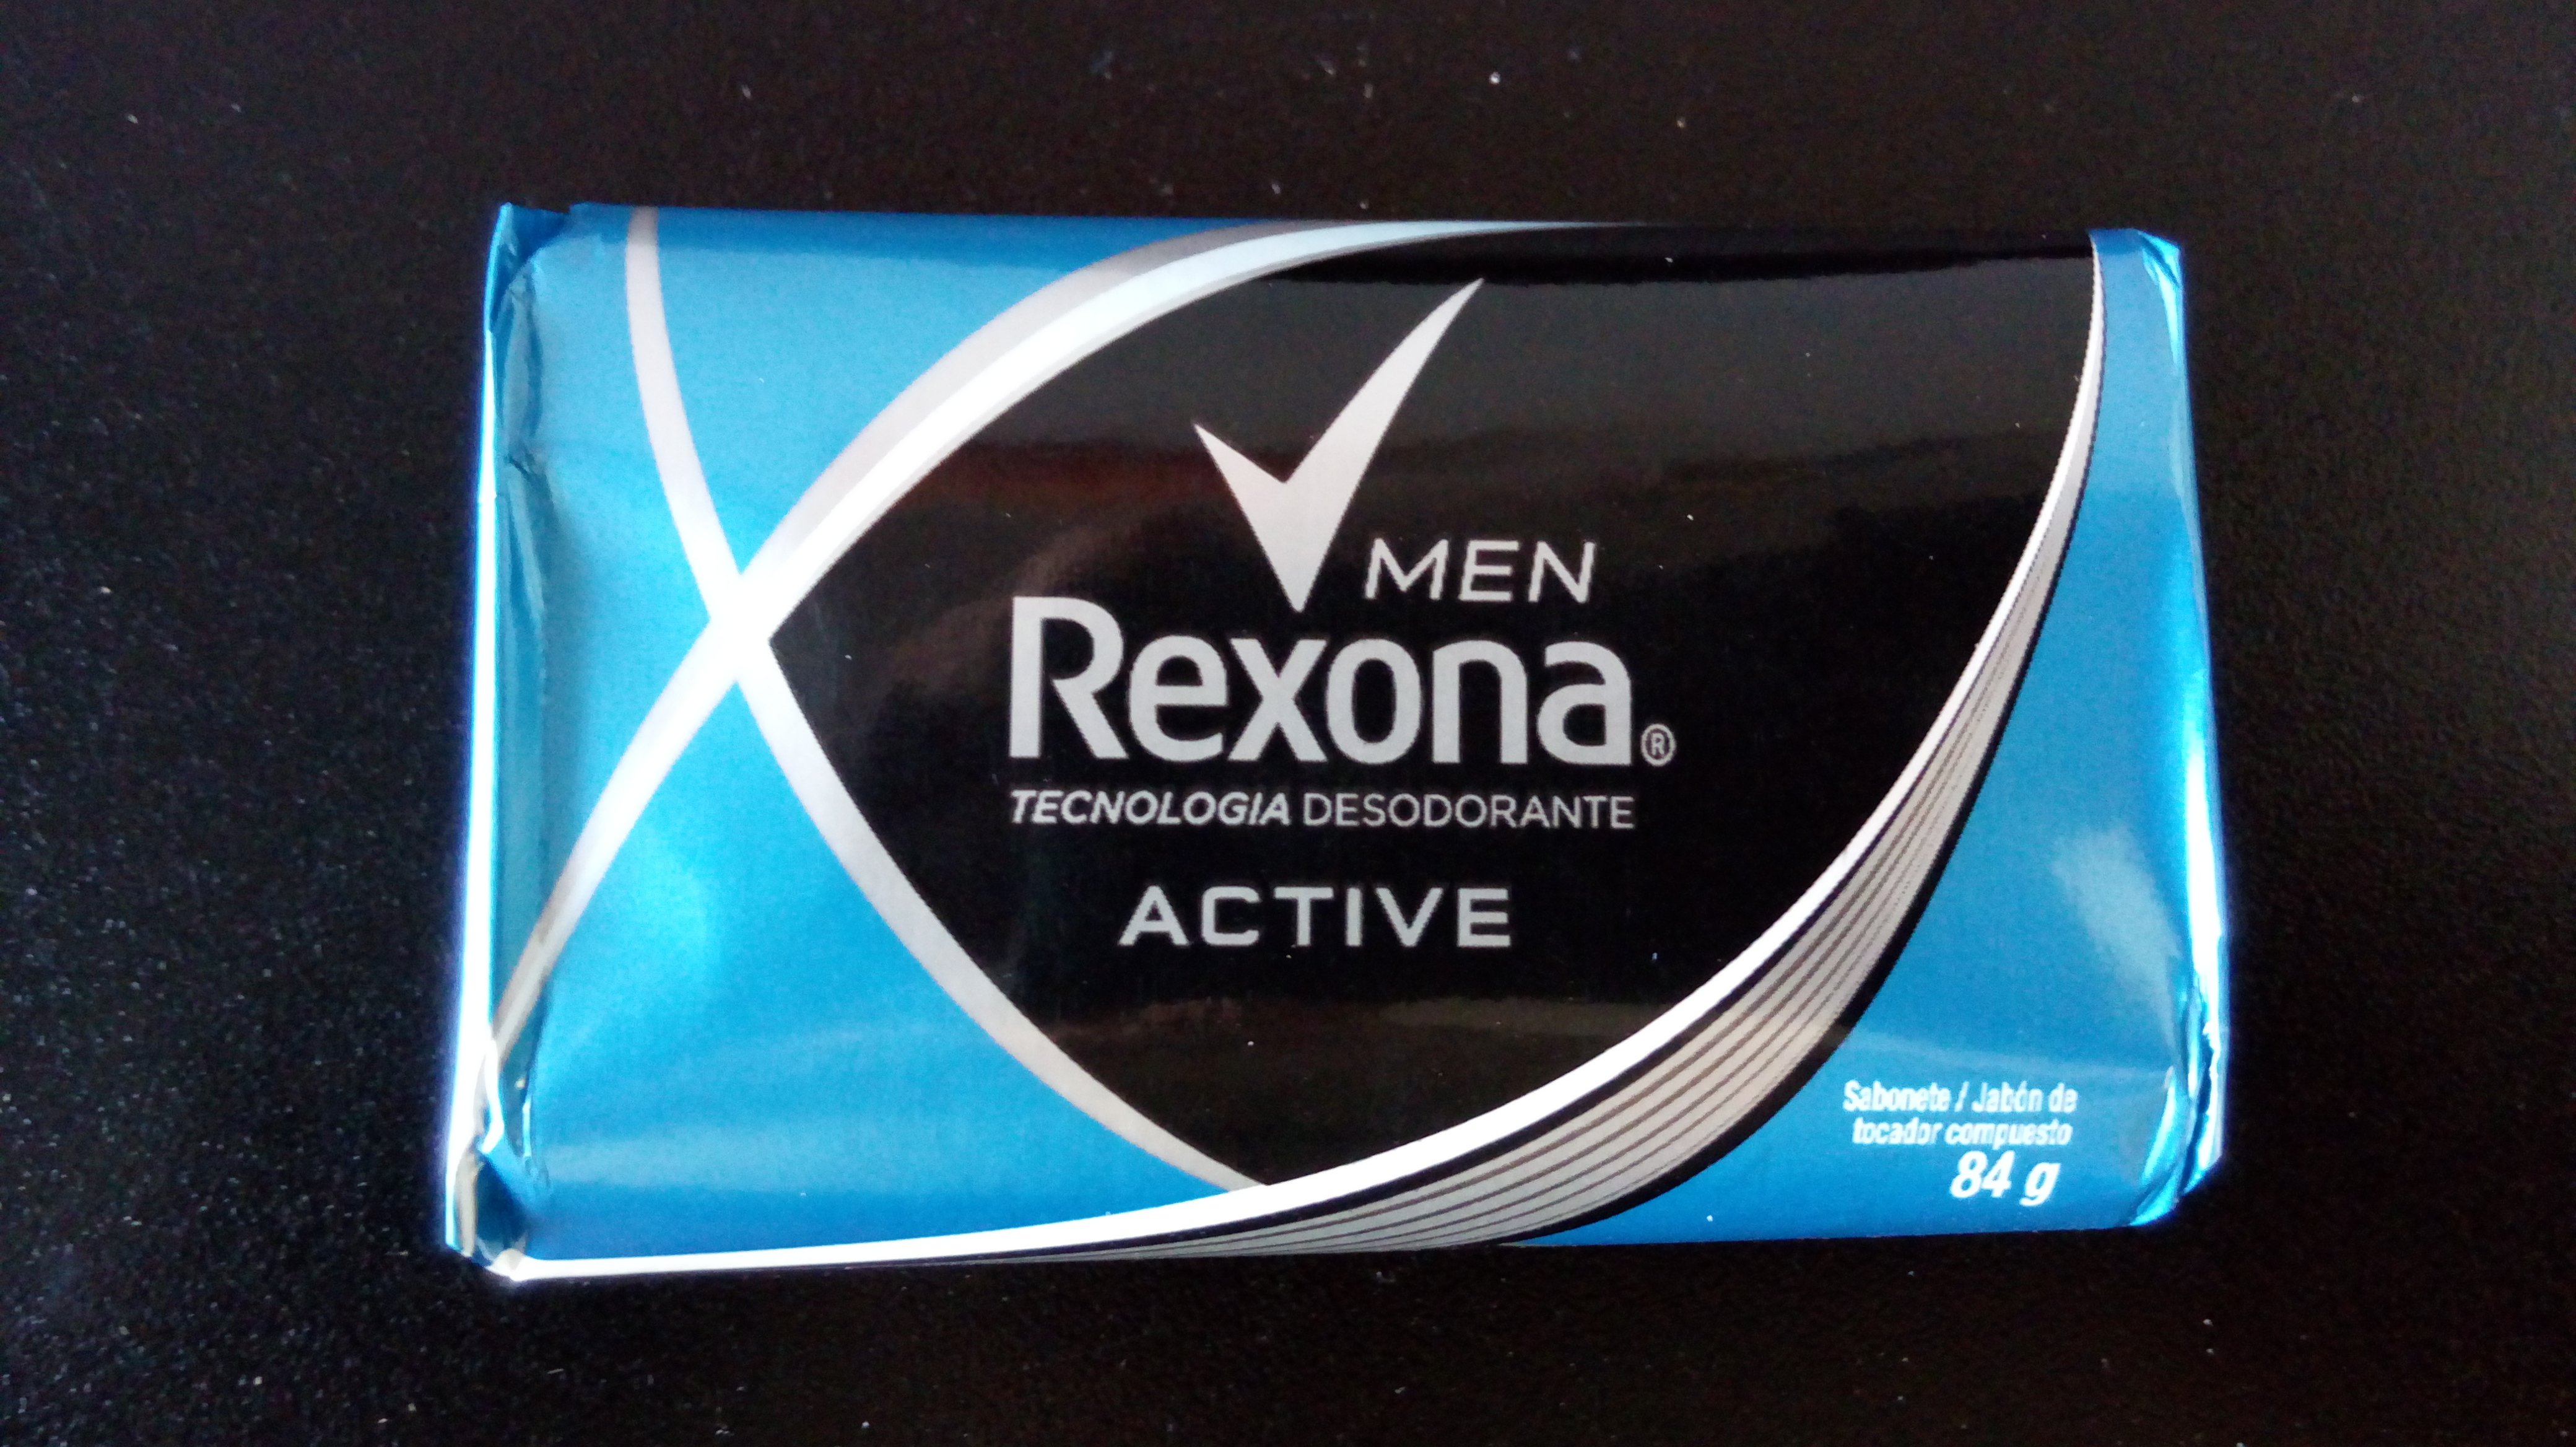 MEN
Rexona®
TECNOLOGIA DESODORANTE
ACTIVE
Sabonete / Jabón de
tocador compuesto
84 g